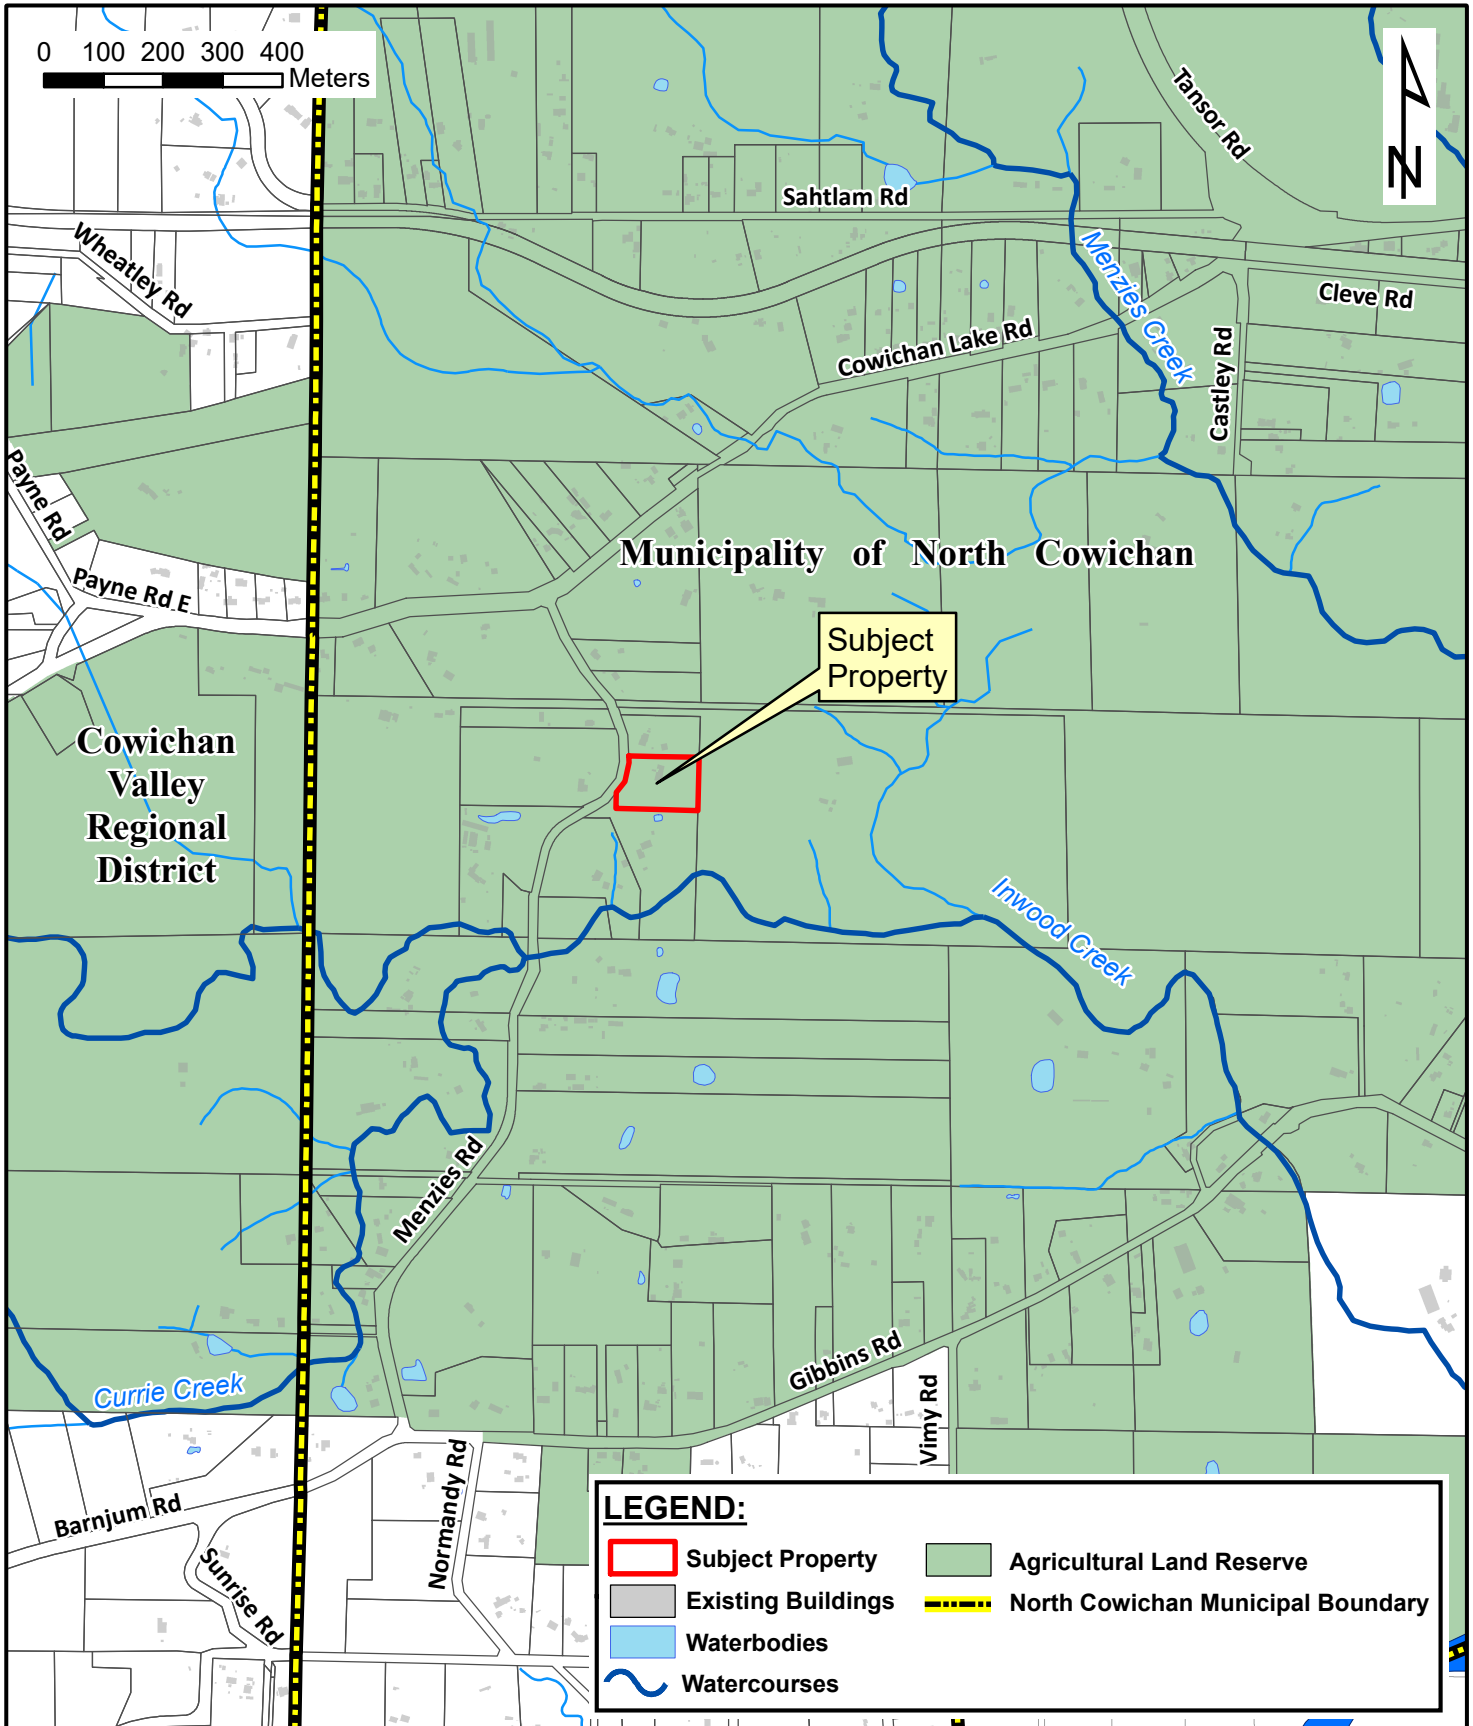 0 100 200 300 400
Meters
N
Tansor Rd
Sahtlam Rd
Wheatley Rd
Menzies Creek
Cleve Rd
Cowichan Lake Rd
Castley Rd
Payne Rd
Municipality of North Cowichan
Payne Rd E
Subject
Property
Cowichan
Valley
Regional
District
Inwood Creek
Menzies Rd
Gibbins Rd
Currie Creek
Vimy Rd
Normandy Rd
Barnjum Rd
Sunrise Rd
LEGEND:
Subject Property
Agricultural Land Reserve
Existing Buildings
North Cowichan Municipal Boundary
Waterbodies
Watercourses